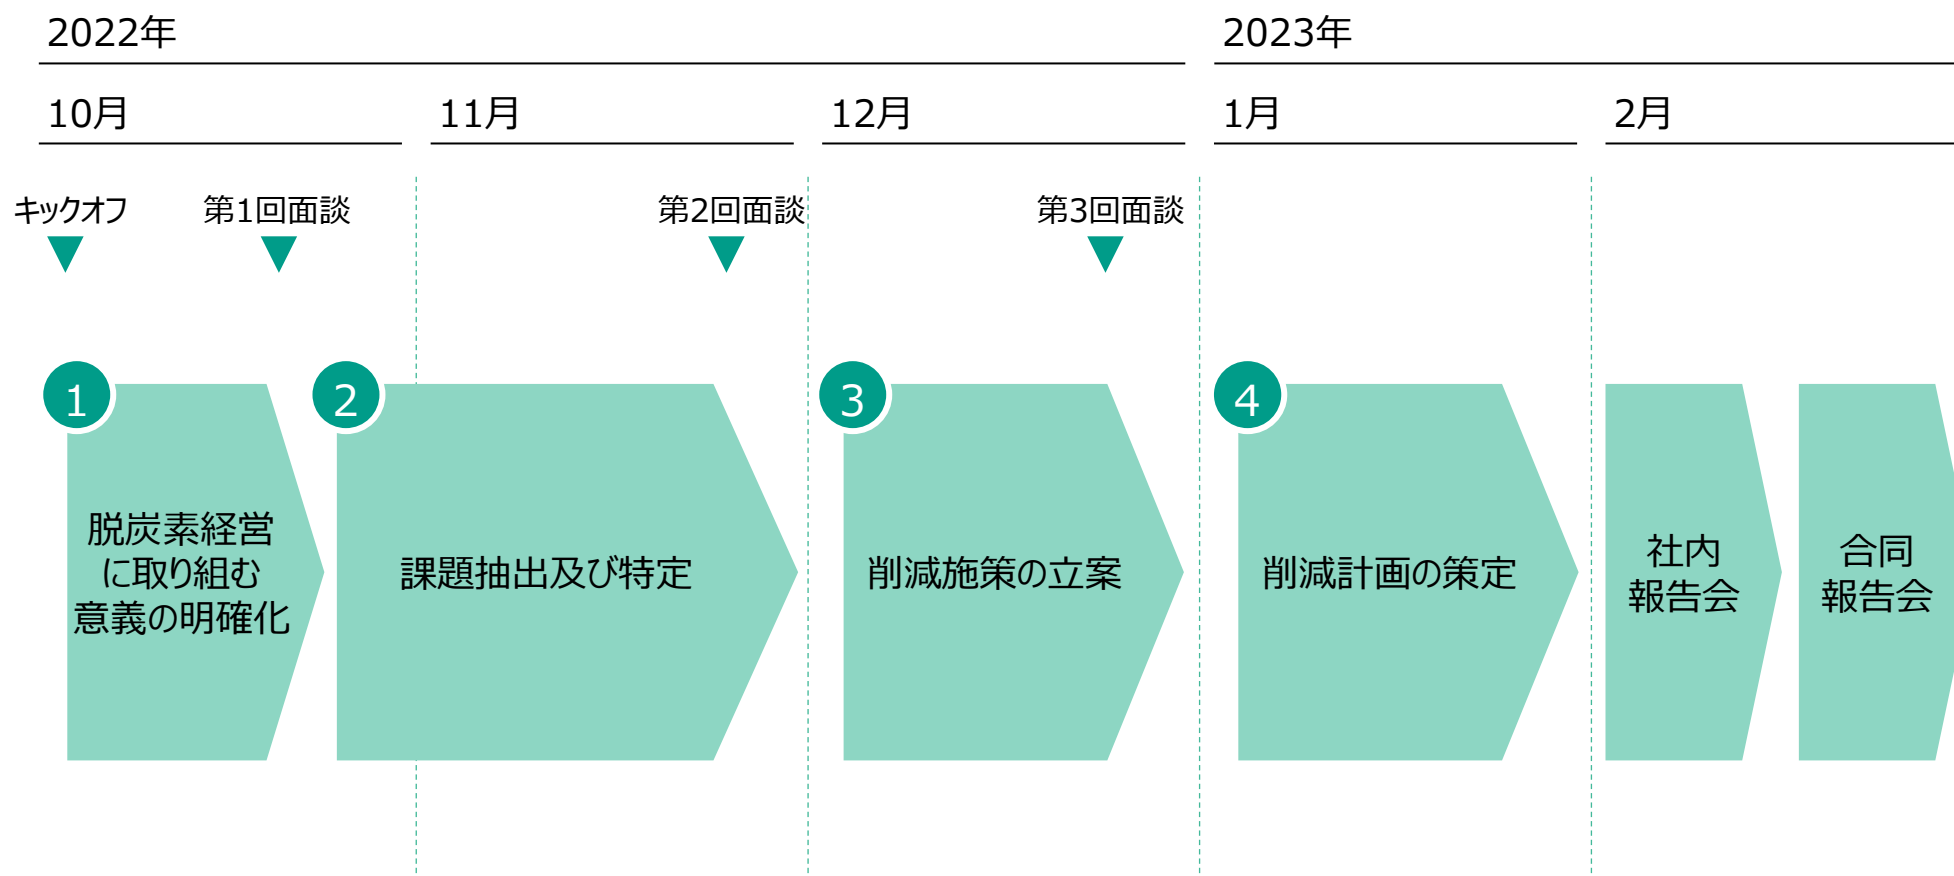 2022年
2023年
10月
11月
12月
1月
2月
キックオフ
第1回面談
第2回面談
第3回面談
1
2
3
4
脱炭素経営
に取り組む
意義の明確化
課題抽出及び特定
削減施策の立案
削減計画の策定
社内
報告会
合同
報告会